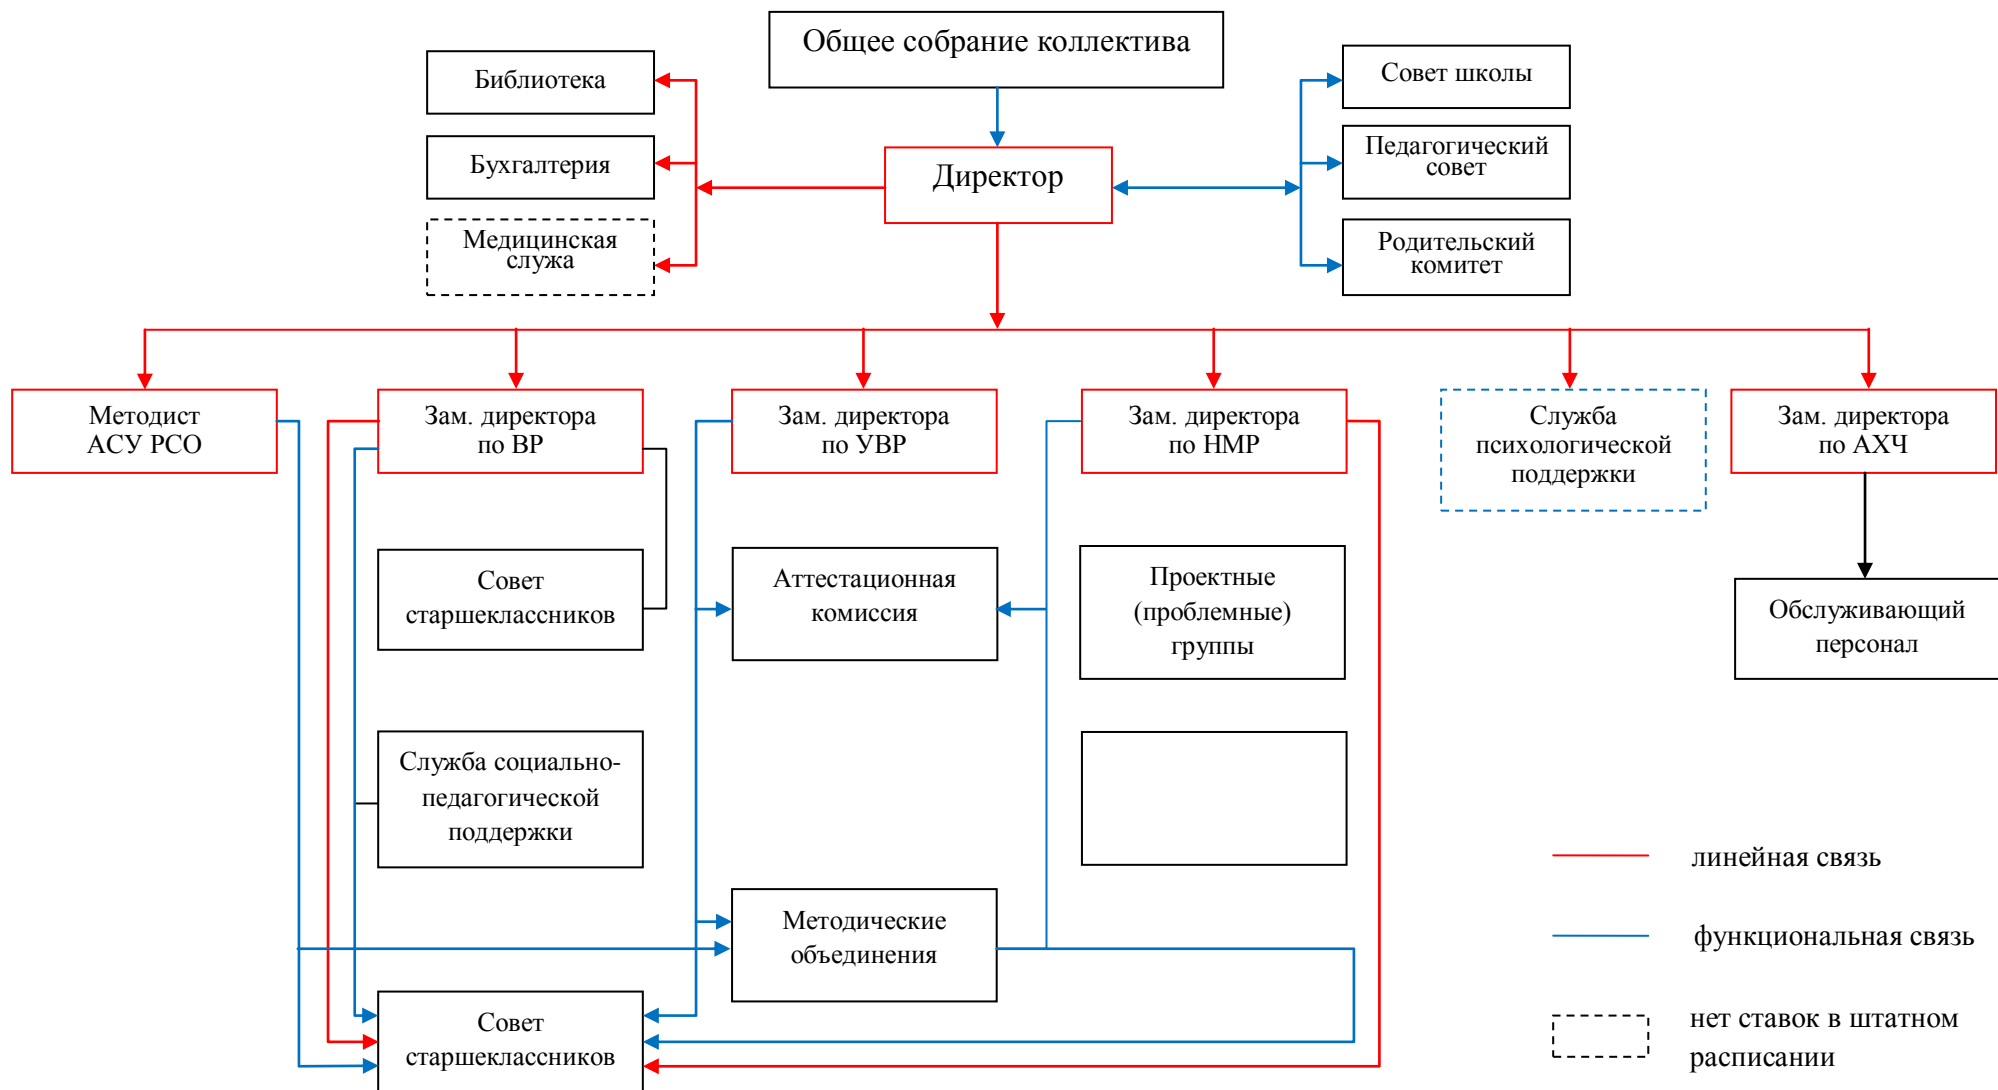 Общее собрание коллектива
Библиотека
Совет школы
Бухгалтерия
Директор
Педагогический
совет
Медицинская
служа
Родительский
комитет
Методист
АСУ РСО
Зам. директора
по ВР
Зам. директора
по УВР
Зам. директора
по НМР
Служба
психологической
поддержки
Зам. директора
по АХЧ
Совет
старшеклассников
Аттестационная
комиссия
Проектные
(проблемные)
группы
Обслуживающий
персонал
Служба социально-
педагогической
поддержки
Методические
объединения
Совет
старшеклассников
линейная связь
функциональная связь
нет ставок в штатном
расписании